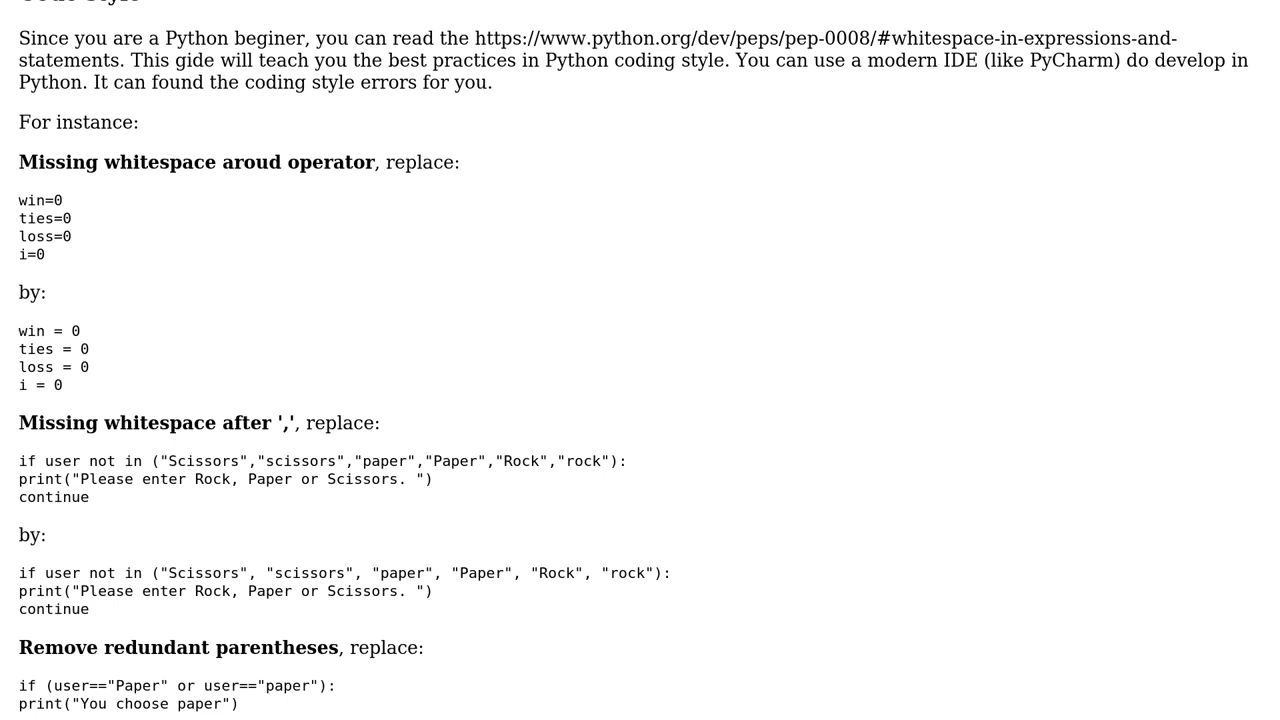 Since you are a Python beginer, you can read the https://www.python.org/dev/peps/pep-0008/#whitespace-in-expressions-and-
statements. This gide will teach you the best practices in Python coding style. You can use a modern IDE (like PyCharm) do develop in
Python. It can found the coding style errors for you.
For instance:
Missing whitespace aroud operator, replace:
win=0
ties=0
loss=0
i=0
by:
win = 0
ties = 0
loss = 0
i = 0
Missing whitespace after ',', replace:
if user not in ("Scissors","scissors","paper","Paper","Rock","rock"):
print("Please enter Rock, Paper or Scissors. ")
continue
by:
if user not in ("Scissors", "scissors", "paper", "Paper", "Rock", "rock"):
print("Please enter Rock, Paper or Scissors. ")
continue
Remove redundant parentheses, replace:
if (user=="Paper" or user=="paper"):
print("You choose paper")